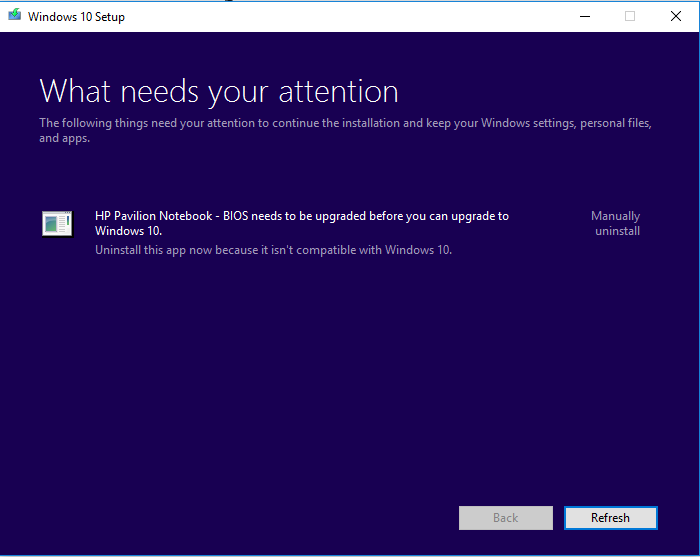 Windows 10 Setup
What needs your attention
The following things need your attention to continue the installation and keep your Windows settings, personal files,
and apps.
HP Pavilion Notebook - BIOS needs to be upgraded before you can upgrade to
Windows 10.
Uninstall this app now because it isn't compatible with Windows 10.
Manually
uninstall
Back
Refresh